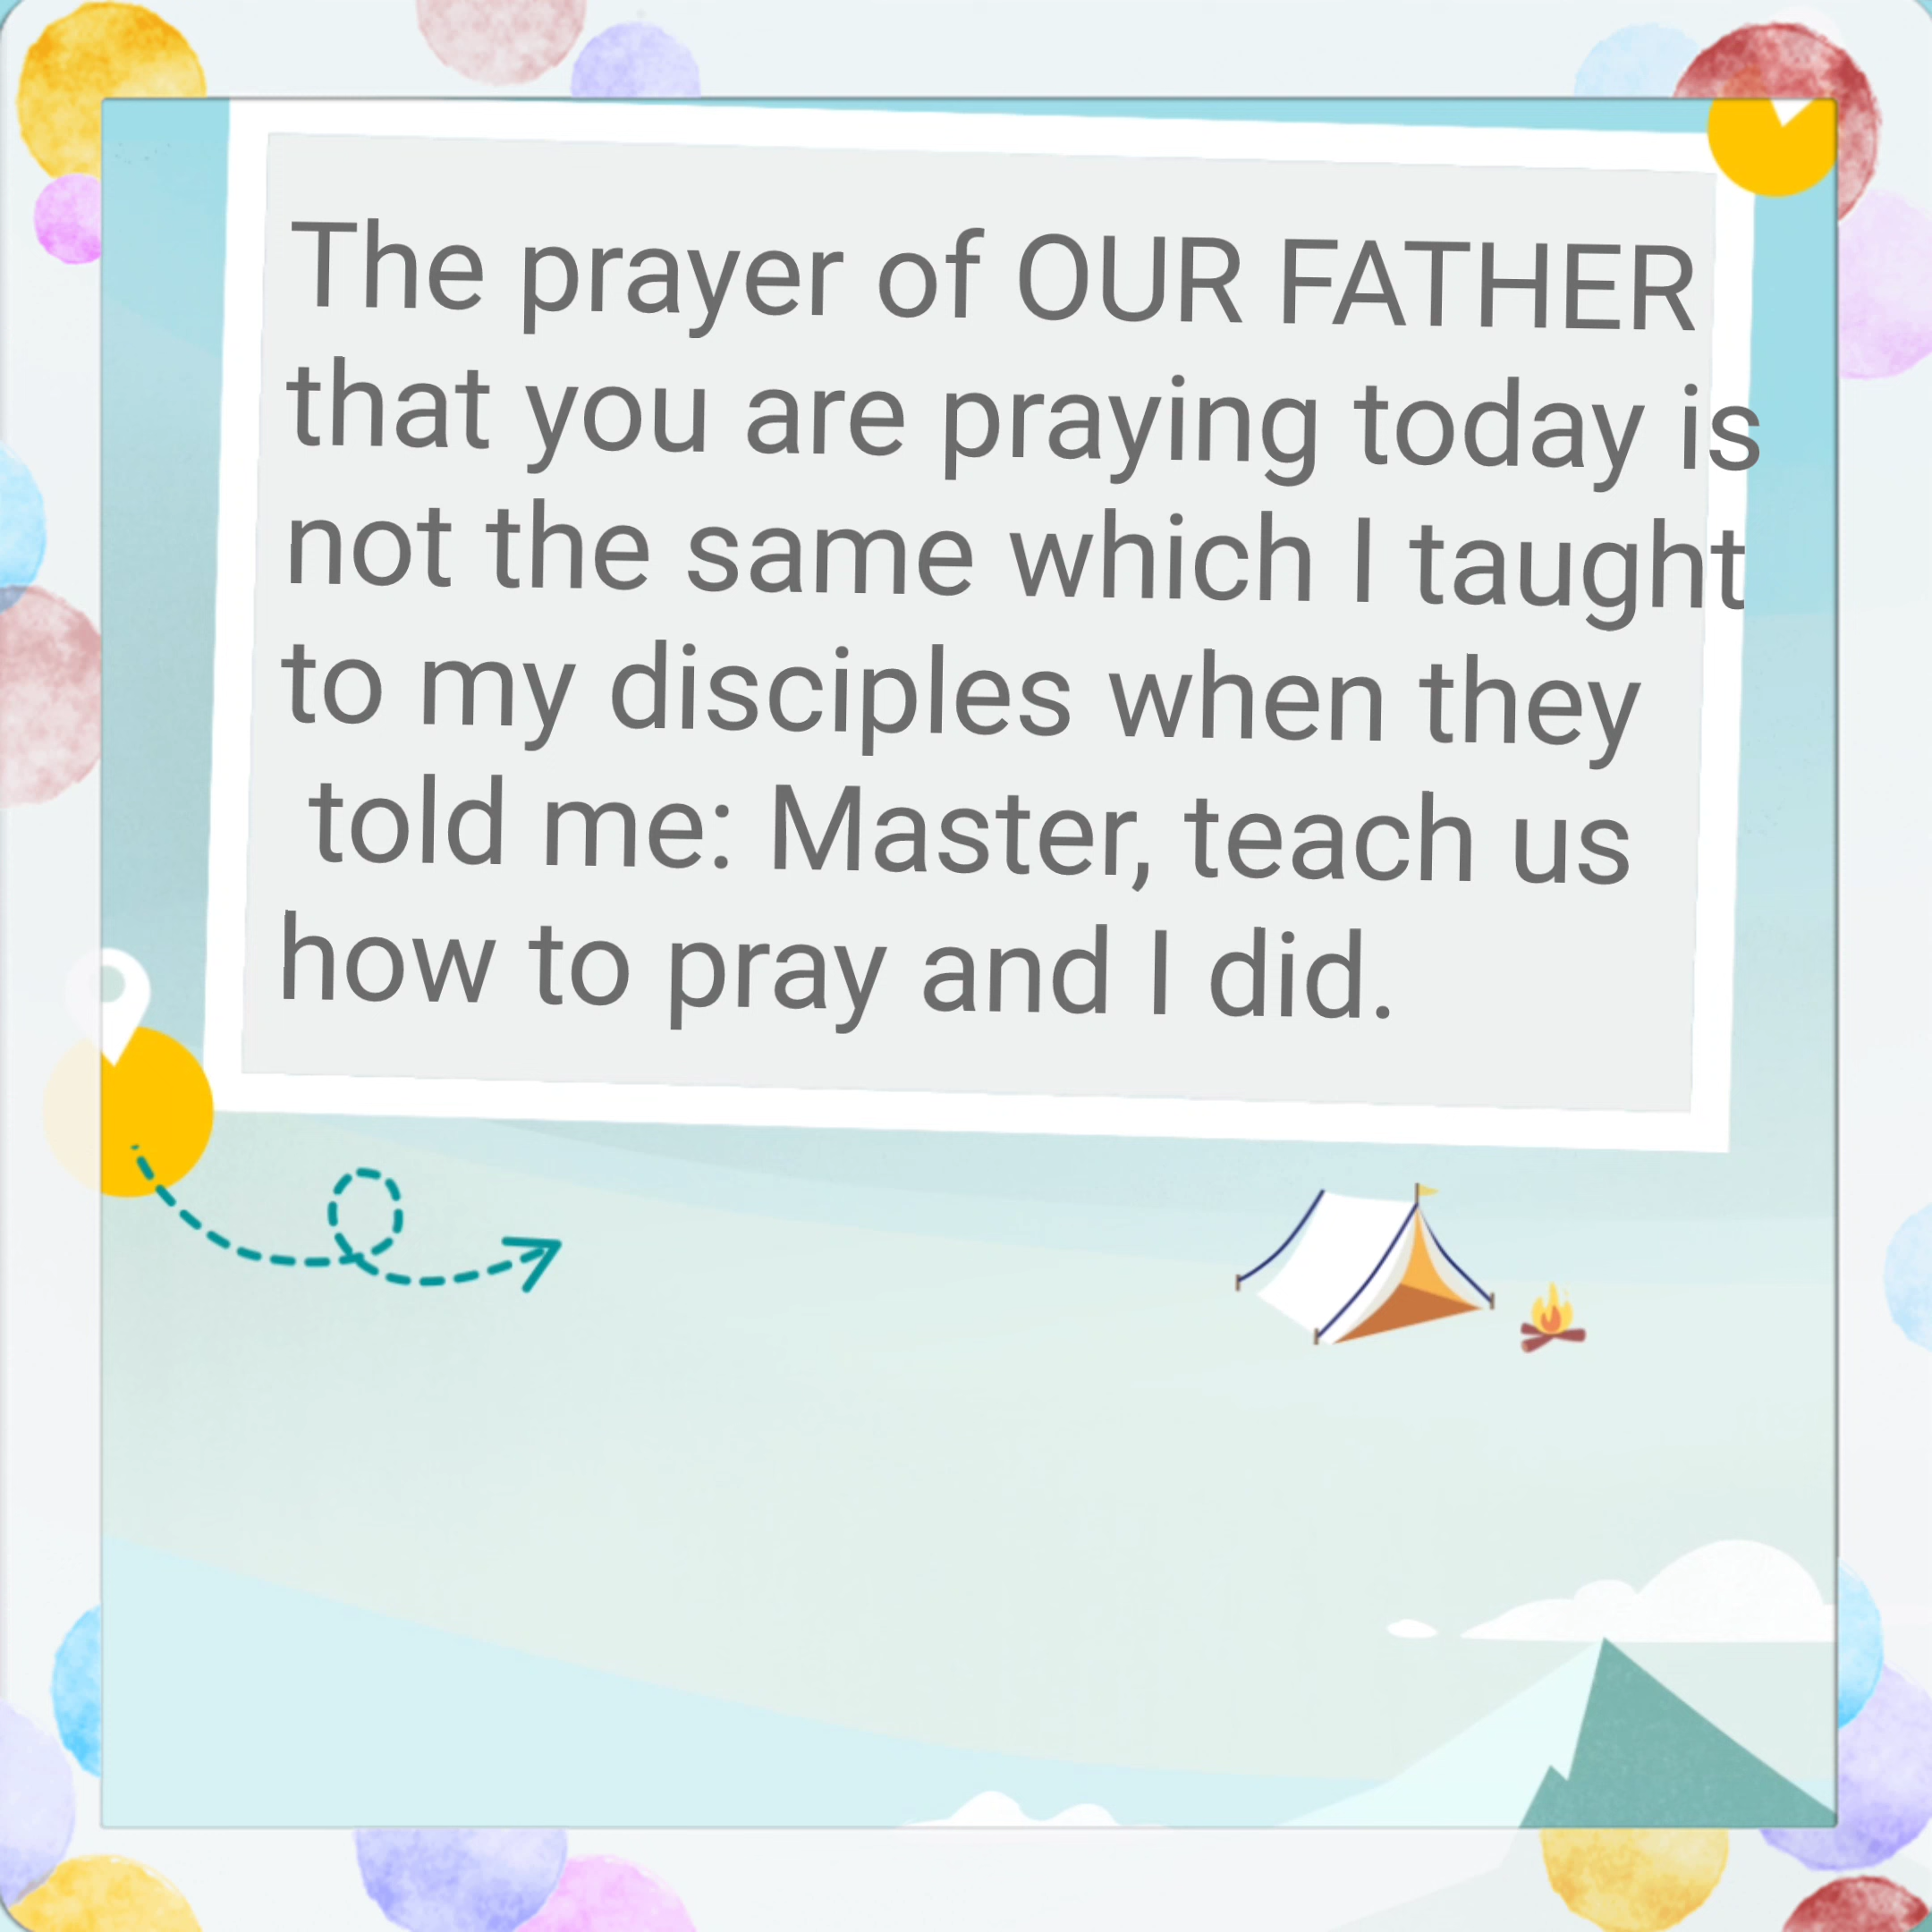 The prayer of OUR FATHER
that you are praying today is
not the same which I taught
to my disciples when they
told me: Master, teach us
how to pray and I did.